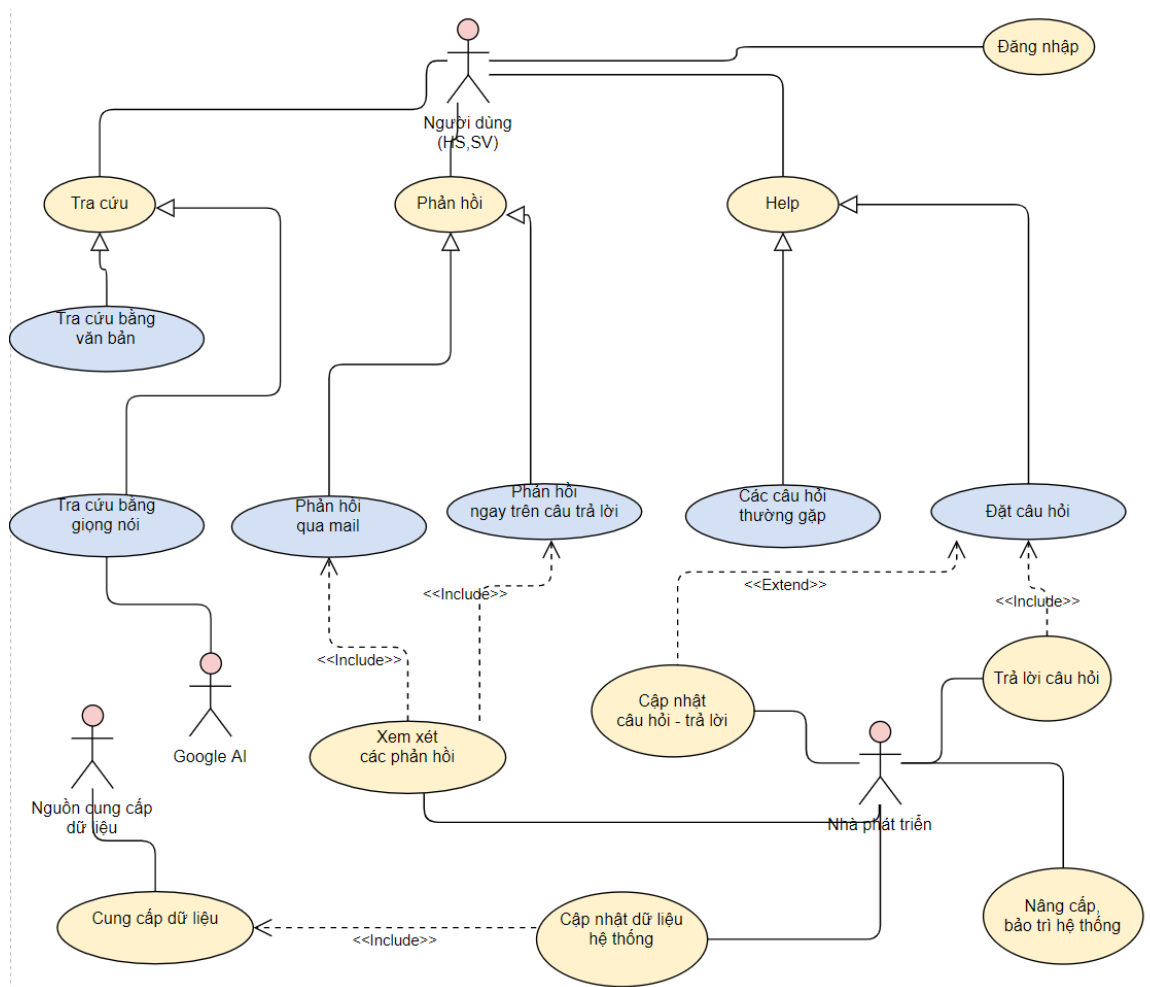 Đăng nhập
Người dùng
(HS,SV)
Tra cứu
Phản hồi
Help
Tra cứu bằng
văn bản
Tra cứu bằng
giọng nói
Phản hồi
qua mail
Phản hồi
ngay trên câu trả lời
Các câu hỏi
thường gặp
Đặt câu hỏi
<<Extend>>
<<Include>>
<<Include>>
<<Include>>
Trả lời câu hỏi
Cập nhật
câu hỏi - trả lời
Xem xét
các phản hồi
Google AI
Nguồn cung cấp
dữ liệu
Nhà phát triển
Cung cấp dữ liệu
<<Include>>
Cập nhật dữ liệu
hệ thống
Nâng cấp,
bảo trì hệ thống